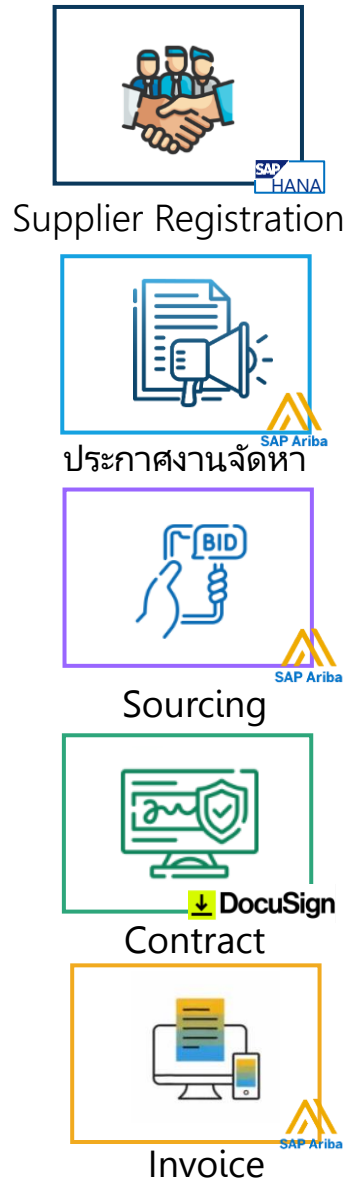 SAP
HANA
Supplier Registration
SAP Ariba
ประกาศงานจัดหา
BID
SAP Ariba
Sourcing
DocuSign
Contract
SAP Ariba
Invoice